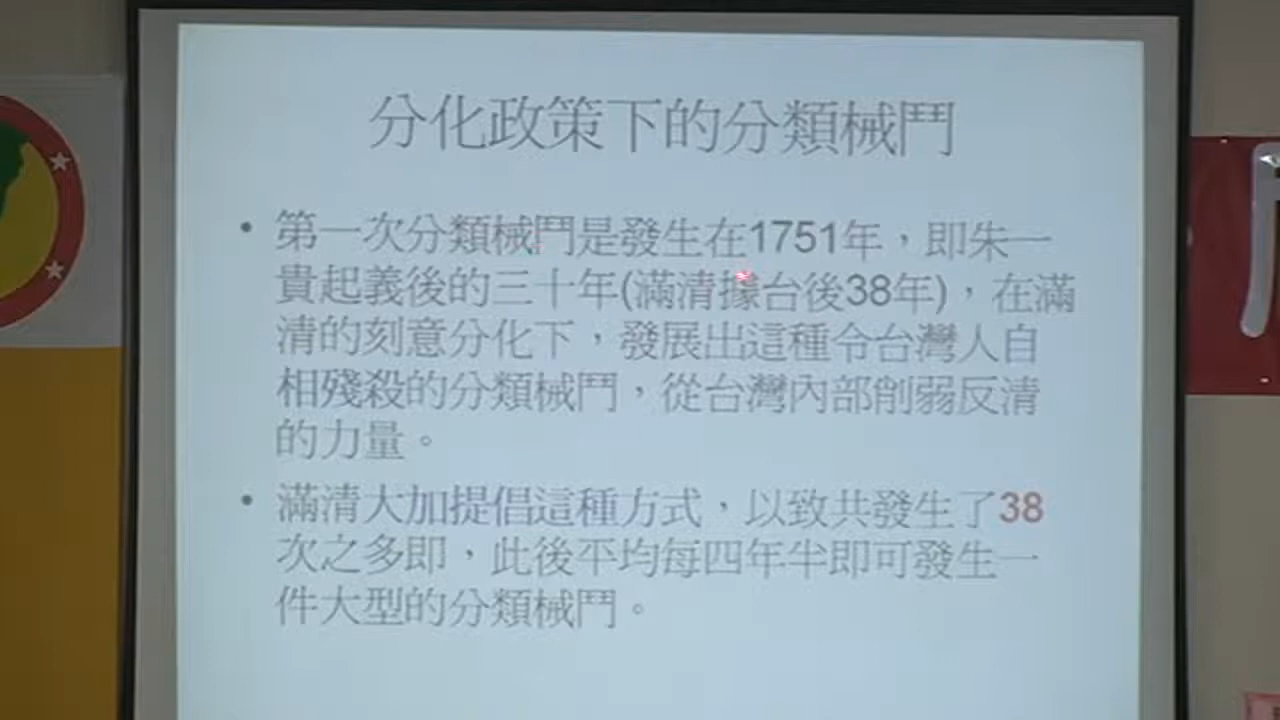 分化政策下的分類械鬥
• 第一次分類械鬥是發生在1751年，即朱一
貴起義後的三十年(滿清據台後38年)，在滿
清的刻意分化下，發展出這種令台灣人自
相殘殺的分類械鬥，從台灣內部削弱反清
的力量。
• 滿清大加提倡這種方式，以致共發生了38
次之多即，此後平均每四年半即可發生一
件大型的分類械鬥。